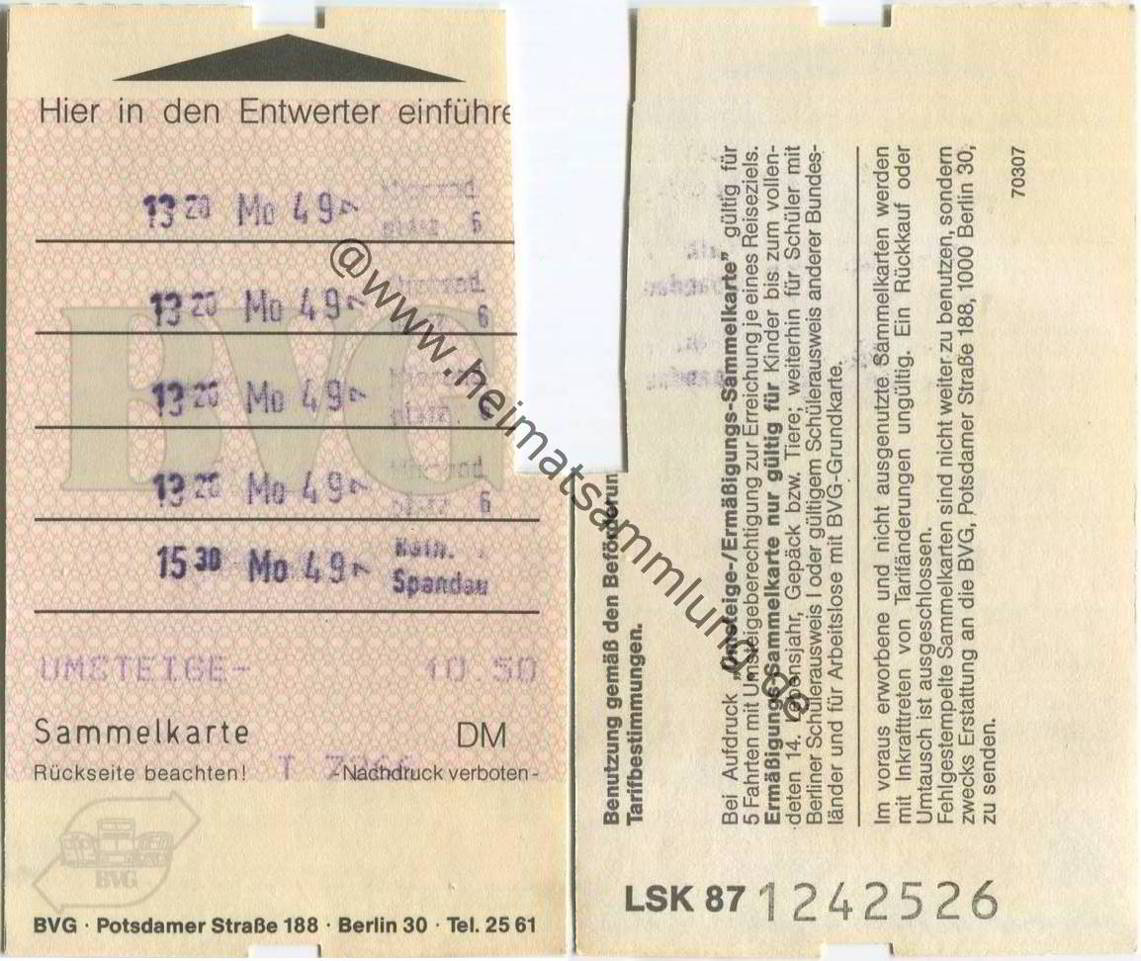 Hier in den Entwerter einführe
13 20 Mo 49
6
13 20 Mo 49
6
13 20 Mo 49
13 20 Mo 49
6
15 30 Mo 49
Rath.
Spandau
BVG
UMSTEIGE- 10 50
Sammelkarte DM
Rückseite beachten! T -Nachdruck verboten-
BVG
BVG · Potsdamer Straße 188 · Berlin 30 · Tel. 25 61
Benutzung gemäß den Beförderun
Tarifbestimmungen.
Bei Aufdruck „Umsteige-/Ermäßigungs-Sammelkarte" gültig für
5 Fahrten mit Umsteigeberechtigung zur Erreichung je eines Reiseziels.
Ermäßigungs-Sammelkarte nur gültig für Kinder bis zum vollen-
deten 14. Lebensjahr, Gepäck bzw. Tiere; weiterhin für Schüler mit
Berliner Schülerausweis I oder gültigem Schülerausweis anderer Bundes-
länder und für Arbeitslose mit BVG-Grundkarte.
Im voraus erworbene und nicht ausgenutzte Sammelkarten werden
mit Inkrafttreten von Tarifänderungen ungültig. Ein Rückkauf oder
Umtausch ist ausgeschlossen.
Fehlgestempelte Sammelkarten sind nicht weiter zu benutzen, sondern
zwecks Erstattung an die BVG, Potsdamer Straße 188, 1000 Berlin 30,
zu senden.
70307
LSK 87 1242526
@www.heimatsammlung.de